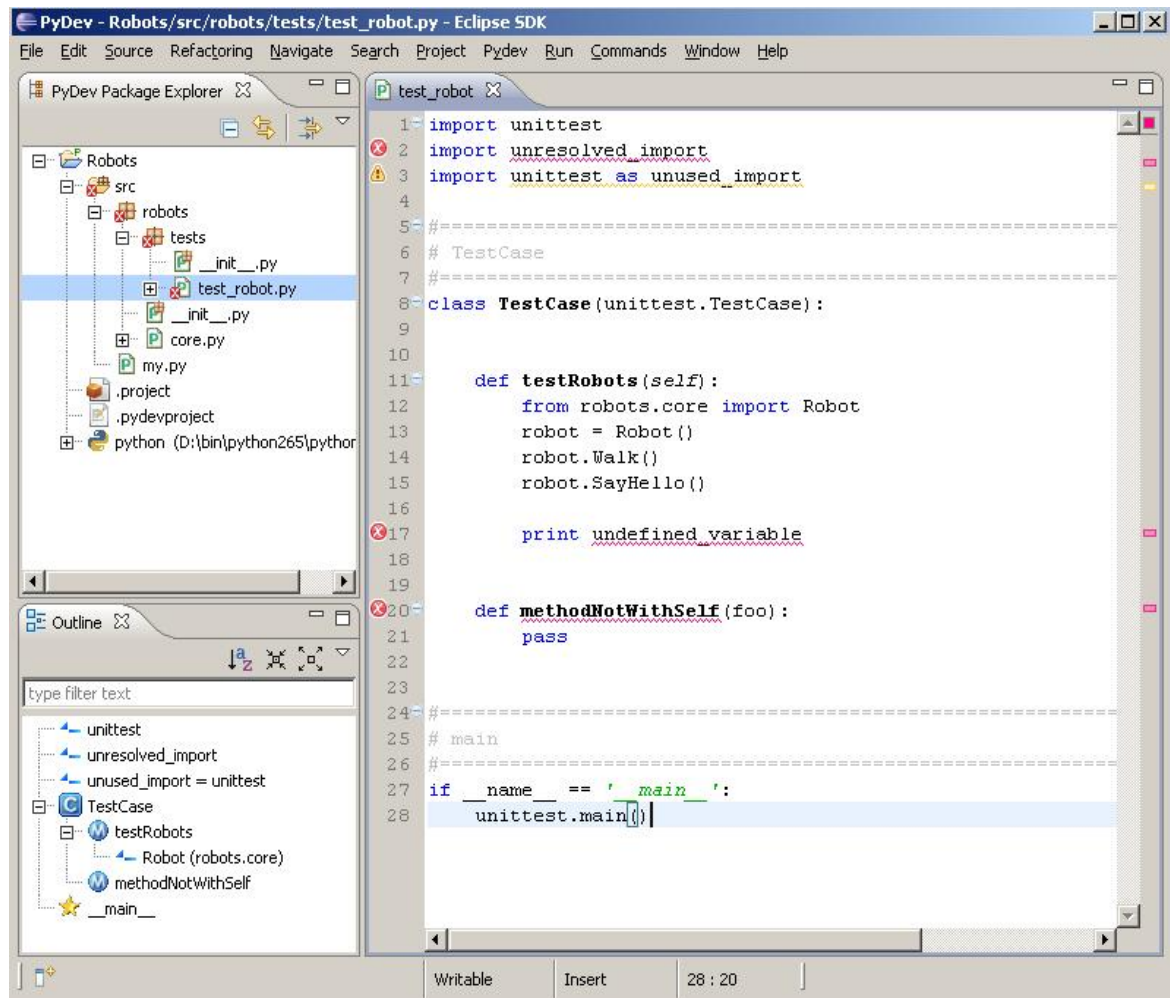 PyDev - Robots/src/robots/tests/test_robot.py - Eclipse SDK
File Edit Source Refactoring Navigate Search Project Pydev Run Commands Window Help
PyDev Package Explorer
Robots
src
robots
tests
__init__.py
test_robot.py
__init__.py
core.py
my.py
.project
.pydevproject
python (D:\bin\python265\python
Outline
type filter text
unittest
unresolved_import
unused_import = unittest
TestCase
testRobots
Robot (robots.core)
methodNotWithSelf
__main__
test_robot
1 import unittest
2 import unresolved_import
3 import unittest as unused_import
4
5 #==========================================================
6 # TestCase
7 #==========================================================
8 class TestCase(unittest.TestCase):
9
10
11 def testRobots(self):
12 from robots.core import Robot
13 robot = Robot()
14 robot.Walk()
15 robot.SayHello()
16
17 print undefined_variable
18
19
20 def methodNotWithSelf(foo):
21 pass
22
23
24 #==========================================================
25 # main
26 #==========================================================
27 if __name__ == '__main__':
28 unittest.main()
Writable Insert 28 : 20